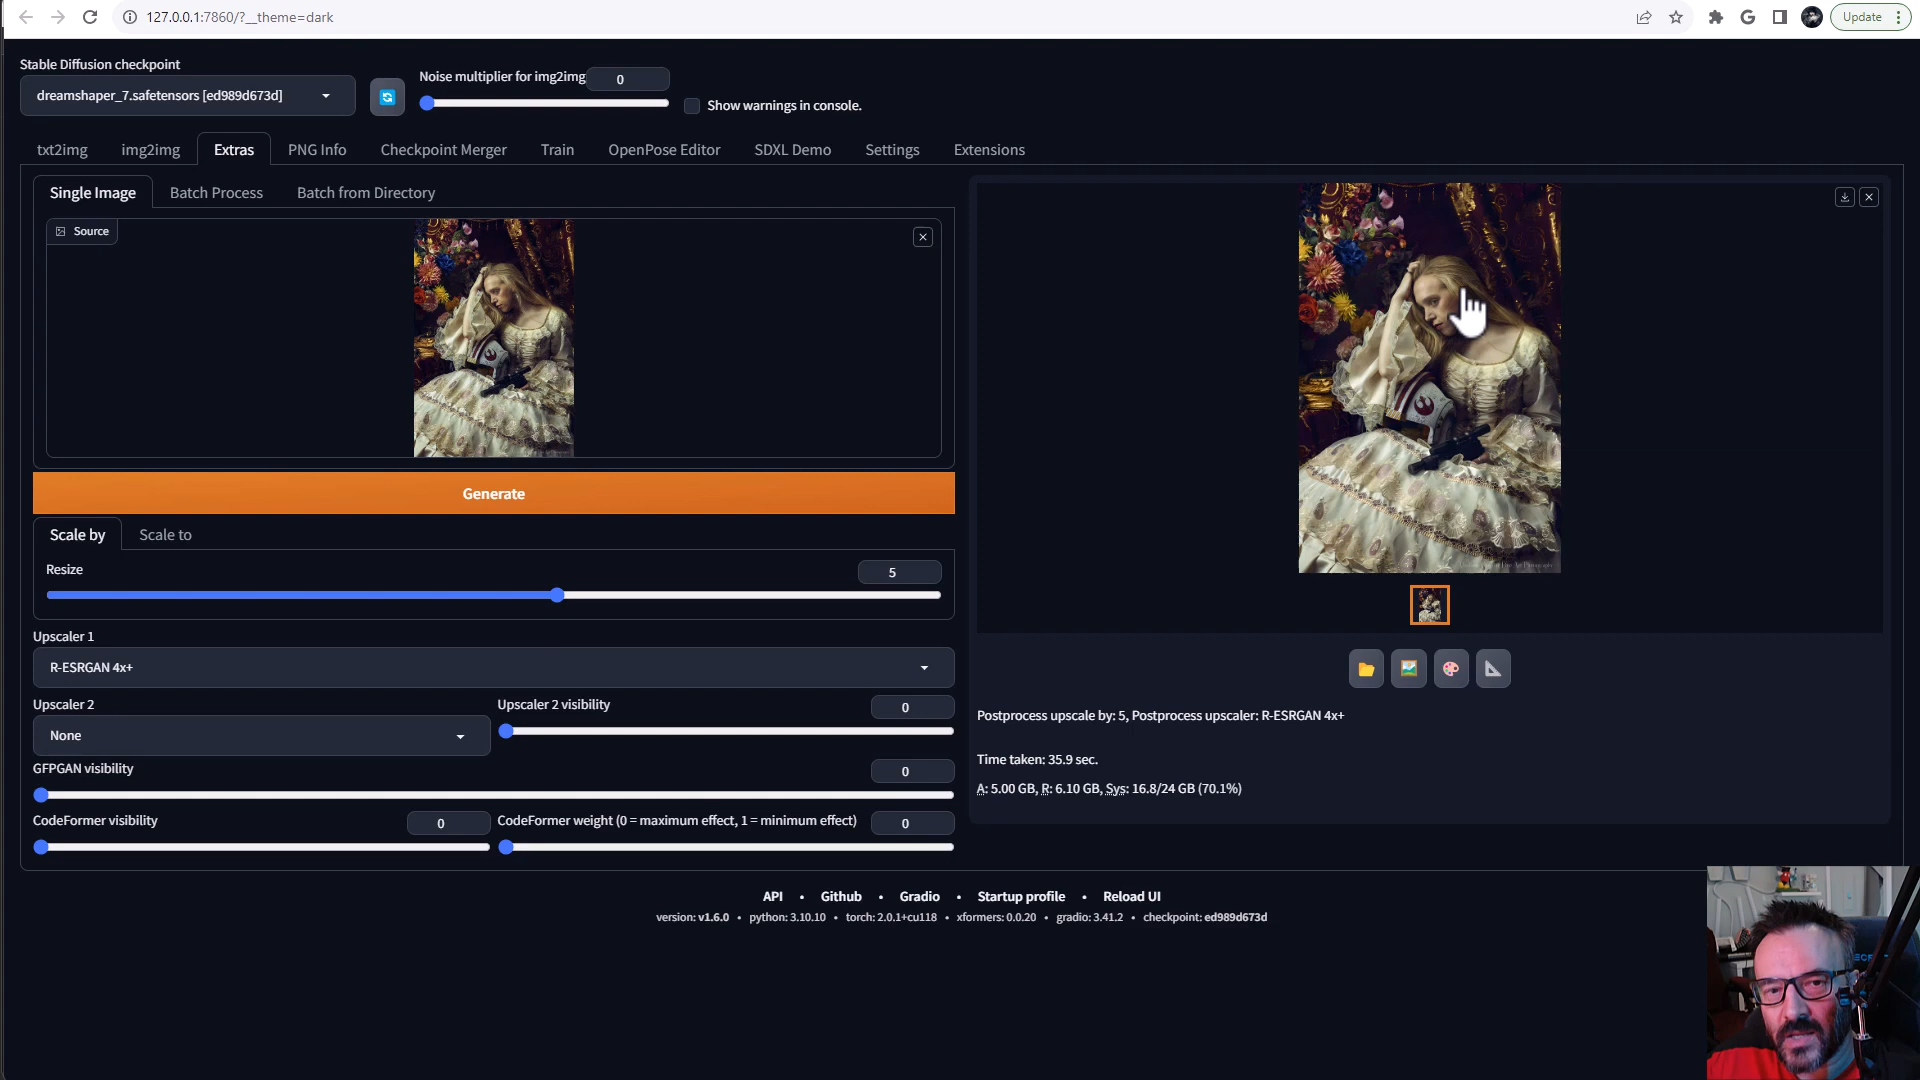 127.0.0.1:7860/?__theme=dark
Update
Stable Diffusion checkpoint
dreamshaper_7.safetensors [ed989d673d]
Noise multiplier for img2img
0
Show warnings in console.
txt2img
img2img
Extras
PNG Info
Checkpoint Merger
Train
OpenPose Editor
SDXL Demo
Settings
Extensions
Single Image
Batch Process
Batch from Directory
Source
Generate
Scale by
Scale to
Resize
5
Upscaler 1
R-ESRGAN 4x+
Upscaler 2
None
Upscaler 2 visibility
0
GFPGAN visibility
0
CodeFormer visibility
0
CodeFormer weight (0 = maximum effect, 1 = minimum effect)
0
Postprocess upscale by: 5, Postprocess upscaler: R-ESRGAN 4x+
Time taken: 35.9 sec.
A: 5.00 GB, R: 6.10 GB, Sys: 16.8/24 GB (70.1%)
API • Github • Gradio • Startup profile • Reload UI
version: v1.6.0 • python: 3.10.10 • torch: 2.0.1+cu118 • xformers: 0.0.20 • gradio: 3.41.2 • checkpoint: ed989d673d